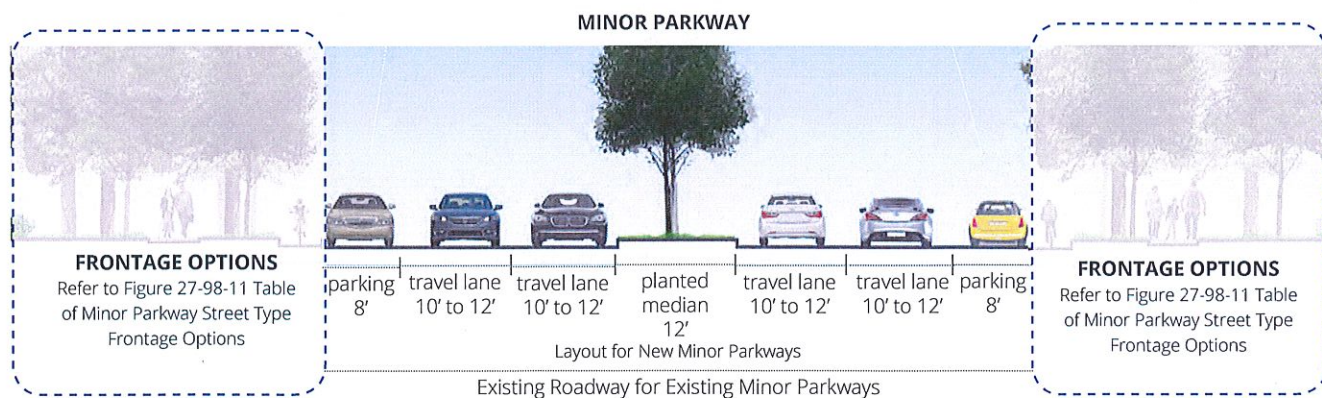 MINOR PARKWAY
FRONTAGE OPTIONS
Refer to Figure 27-98-11 Table
of Minor Parkway Street Type
Frontage Options
parking
8'
travel lane
10' to 12'
travel lane
10' to 12'
planted
median
12'
travel lane
10' to 12'
travel lane
10' to 12'
parking
8'
Layout for New Minor Parkways
Existing Roadway for Existing Minor Parkways
FRONTAGE OPTIONS
Refer to Figure 27-98-11 Table
of Minor Parkway Street Type
Frontage Options